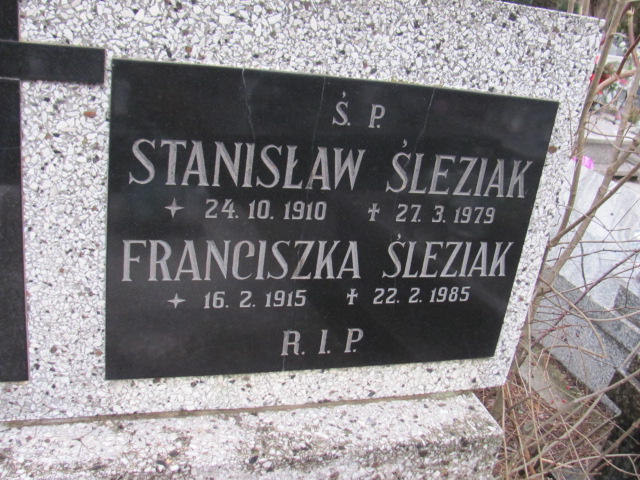 Ś. P.
STANISŁAW ŚLEZIAK
24. 10. 1910 ✝ 27. 3. 1979
FRANCISZKA ŚLEZIAK
16. 2. 1915 ✝ 22. 2. 1985
R. I. P.